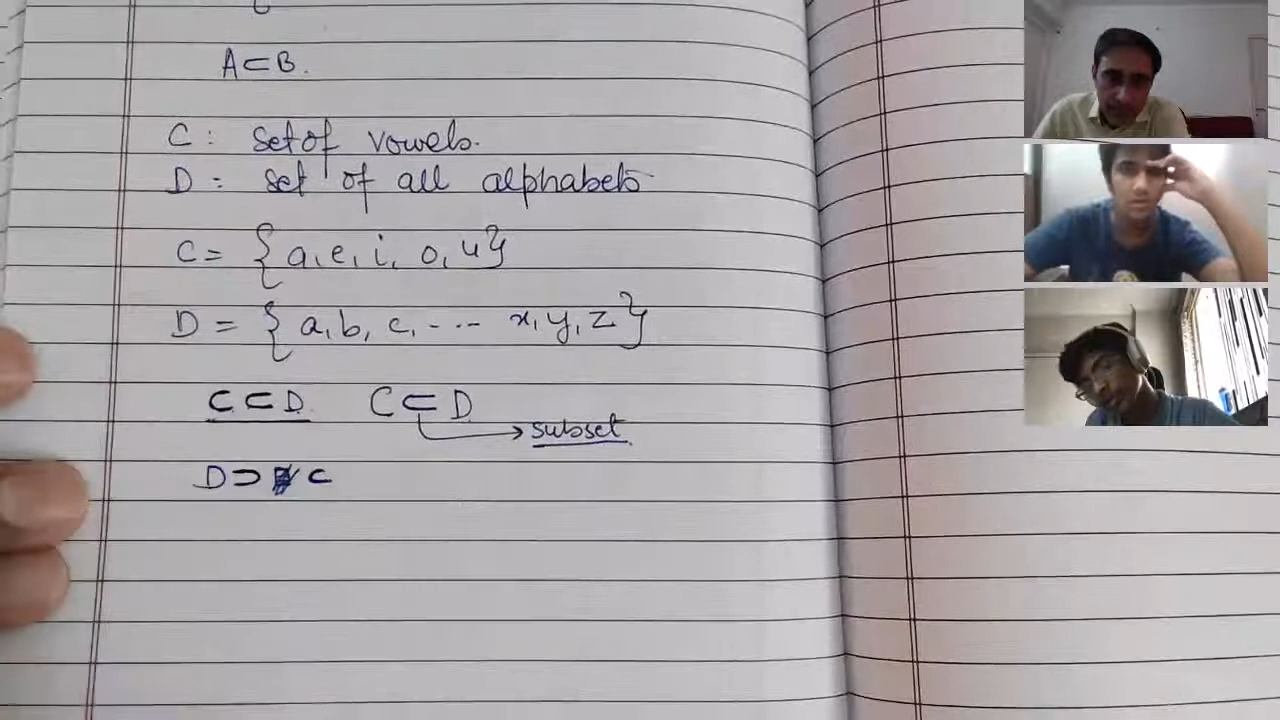 A ⊂ B.
C : set of vowels.
D : set of all alphabets
C = {a, e, i, o, u}
D = {a, b, c, --- x, y, z}
C ⊂ D. C ⊂ D
→ subset.
D ⊃ C